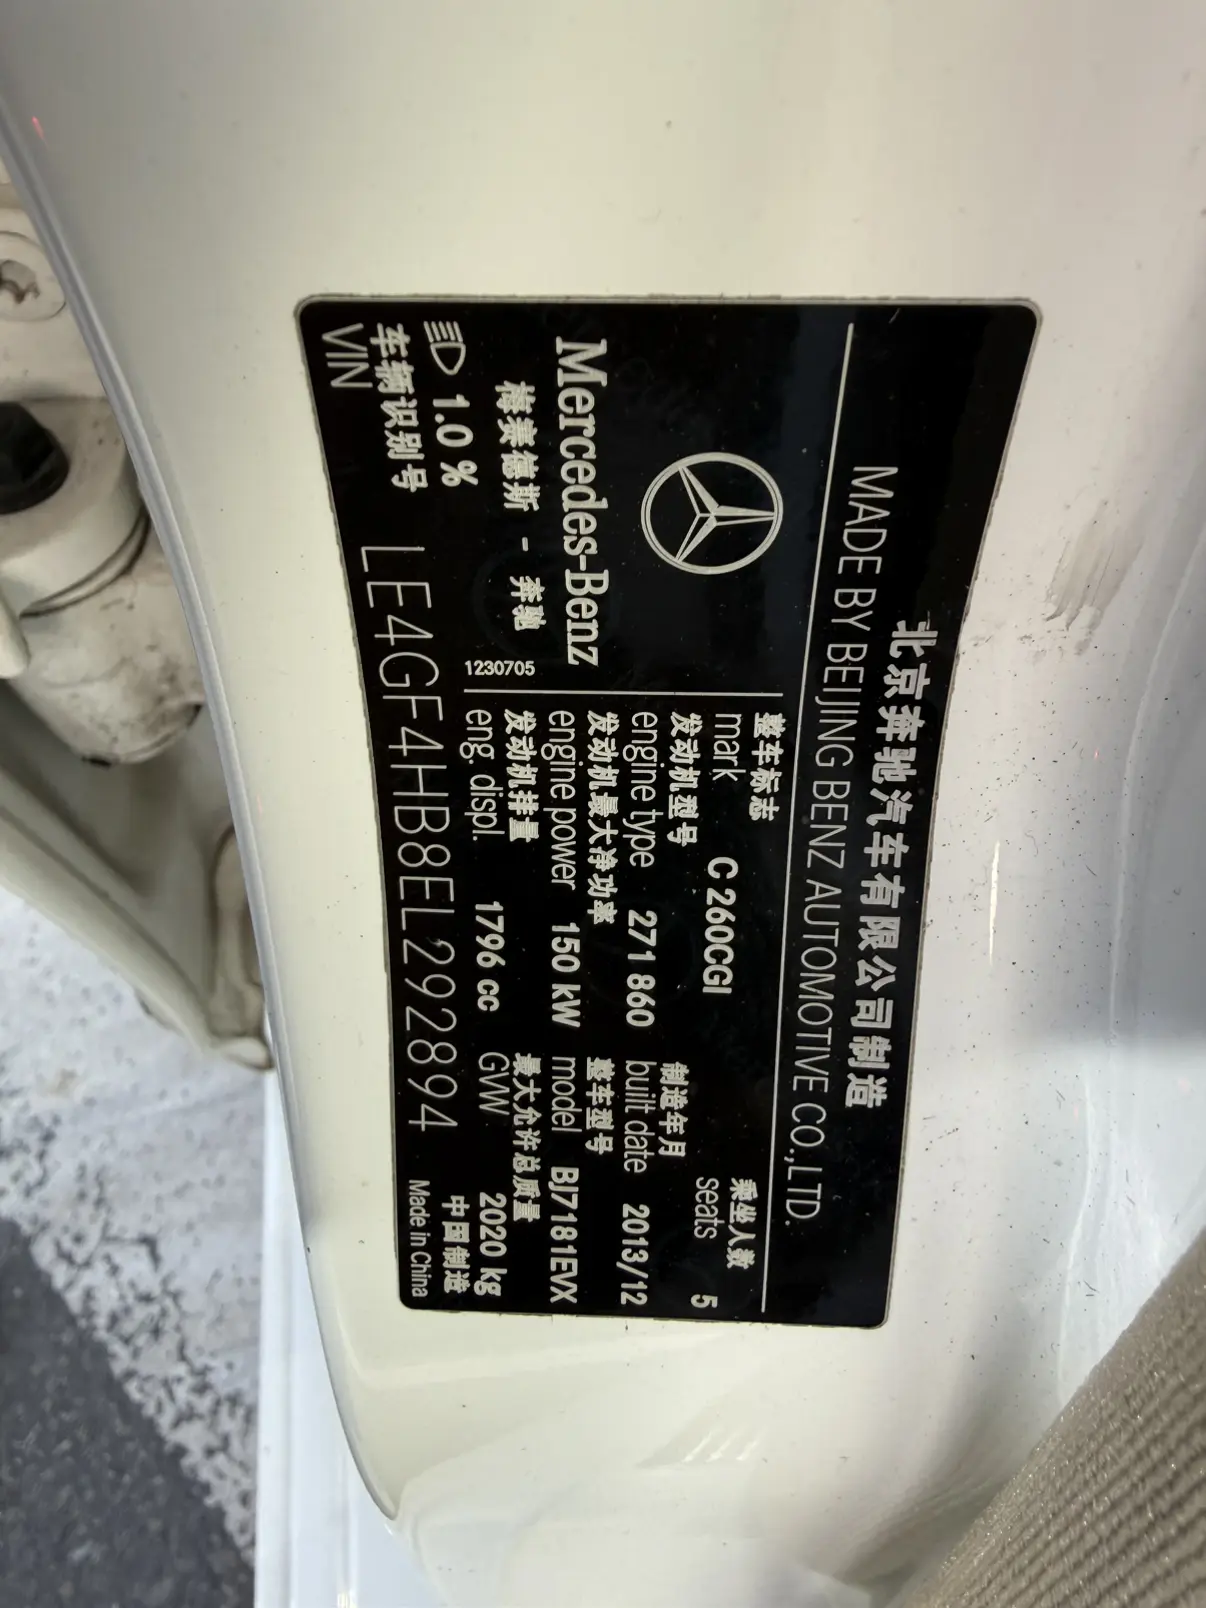 北京奔驰汽车有限公司制造
MADE BY BEIJING BENZ AUTOMOTIVE CO.,LTD.
Mercedes-Benz
梅赛德斯 - 奔驰
1.0 %
1230705
整车标志
mark C 260CGI
乘坐人数
seats 5
发动机型号
engine type 271 860
制造年月
built date 2013/12
发动机最大净功率
engine power 150 kW
整车型号
model BJ7181EVX
发动机排量
eng. displ. 1796 cc
最大允许总质量
GVW 2020 kg
车辆识别号
VIN LE4GF4HB8EL292894
中国制造
Made in China